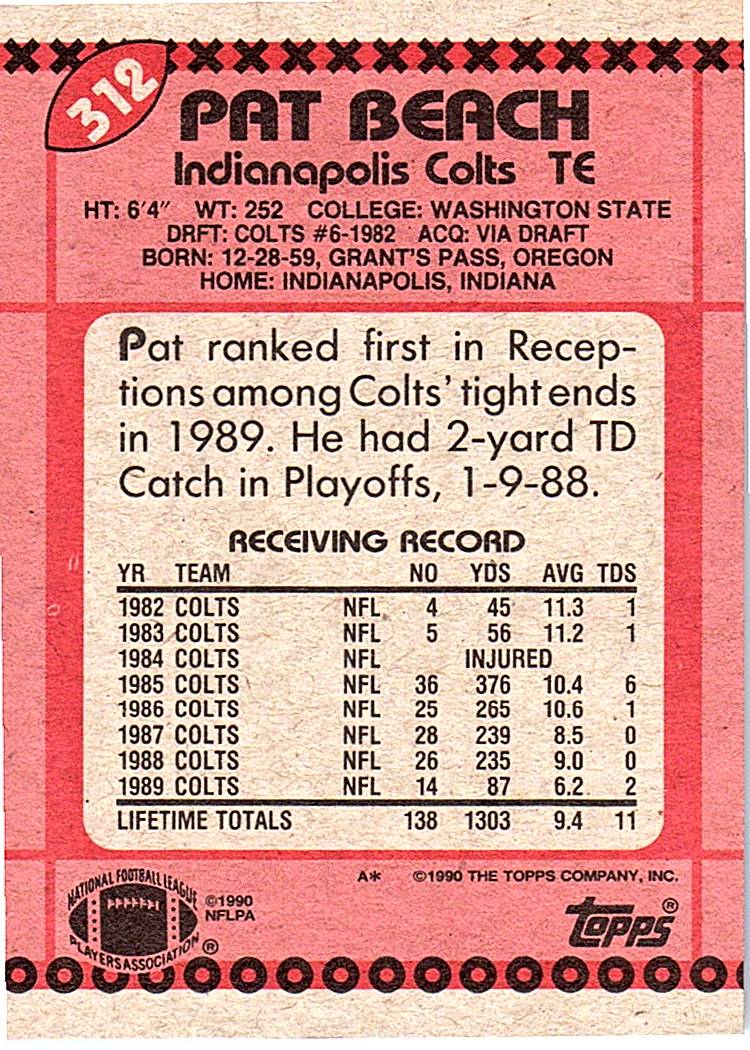 312
PAT BEACH
Indianapolis Colts TE
HT: 6'4" WT: 252 COLLEGE: WASHINGTON STATE
DRFT: COLTS #6-1982 ACQ: VIA DRAFT
BORN: 12-28-59, GRANT'S PASS, OREGON
HOME: INDIANAPOLIS, INDIANA
Pat ranked first in Recep-
tions among Colts' tight ends
in 1989. He had 2-yard TD
Catch in Playoffs, 1-9-88.
RECEIVING RECORD
YR TEAM NO YDS AVG TDS
1982 COLTS NFL 4 45 11.3 1
1983 COLTS NFL 5 56 11.2 1
1984 COLTS NFL INJURED
1985 COLTS NFL 36 376 10.4 6
1986 COLTS NFL 25 265 10.6 1
1987 COLTS NFL 28 239 8.5 0
1988 COLTS NFL 26 235 9.0 0
1989 COLTS NFL 14 87 6.2 2
LIFETIME TOTALS 138 1303 9.4 11
A* ©1990 THE TOPPS COMPANY, INC.
NATIONAL FOOTBALL LEAGUE
PLAYERS ASSOCIATION ®
©1990
NFLPA
Topps ®